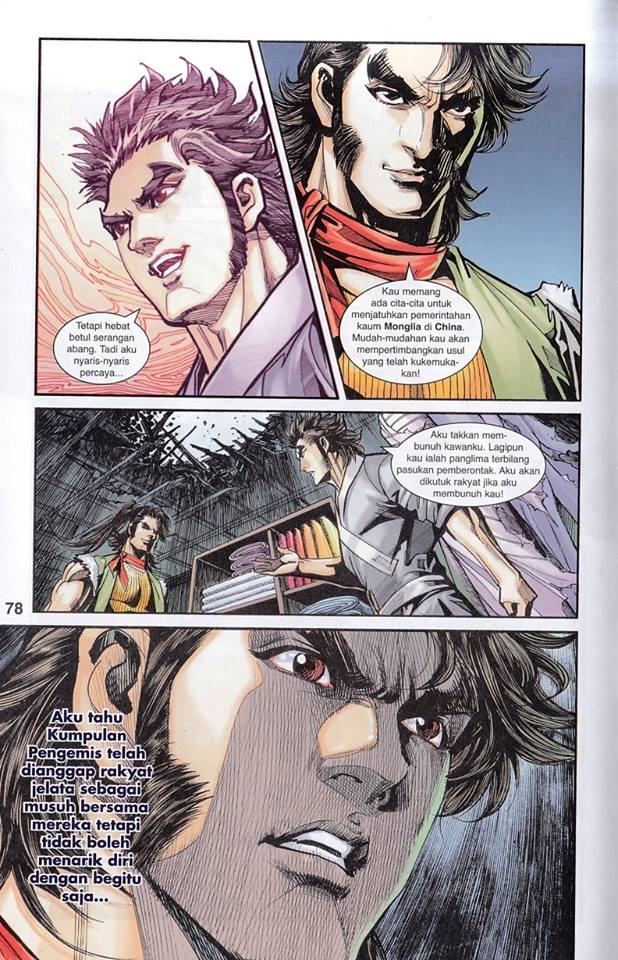 Tetapi hebat
betul serangan
abang. Tadi aku
nyaris-nyaris
percaya...
Kau memang
ada cita-cita untuk
menjatuhkan pemerintahan
kaum Monglia di China.
Mudah-mudahan kau akan
mempertimbangkan usul
yang telah kukemuka-
kan!
Aku takkan mem-
bunuh kawanku. Lagipun
kau ialah panglima terbilang
pasukan pemberontak. Aku akan
dikutuk rakyat jika aku
membunuh kau!
78
Aku tahu
Kumpulan
Pengemis telah
dianggap rakyat
jelata sebagai
musuh bersama
mereka tetapi
tidak boleh
menarik diri
dengan begitu
saja...